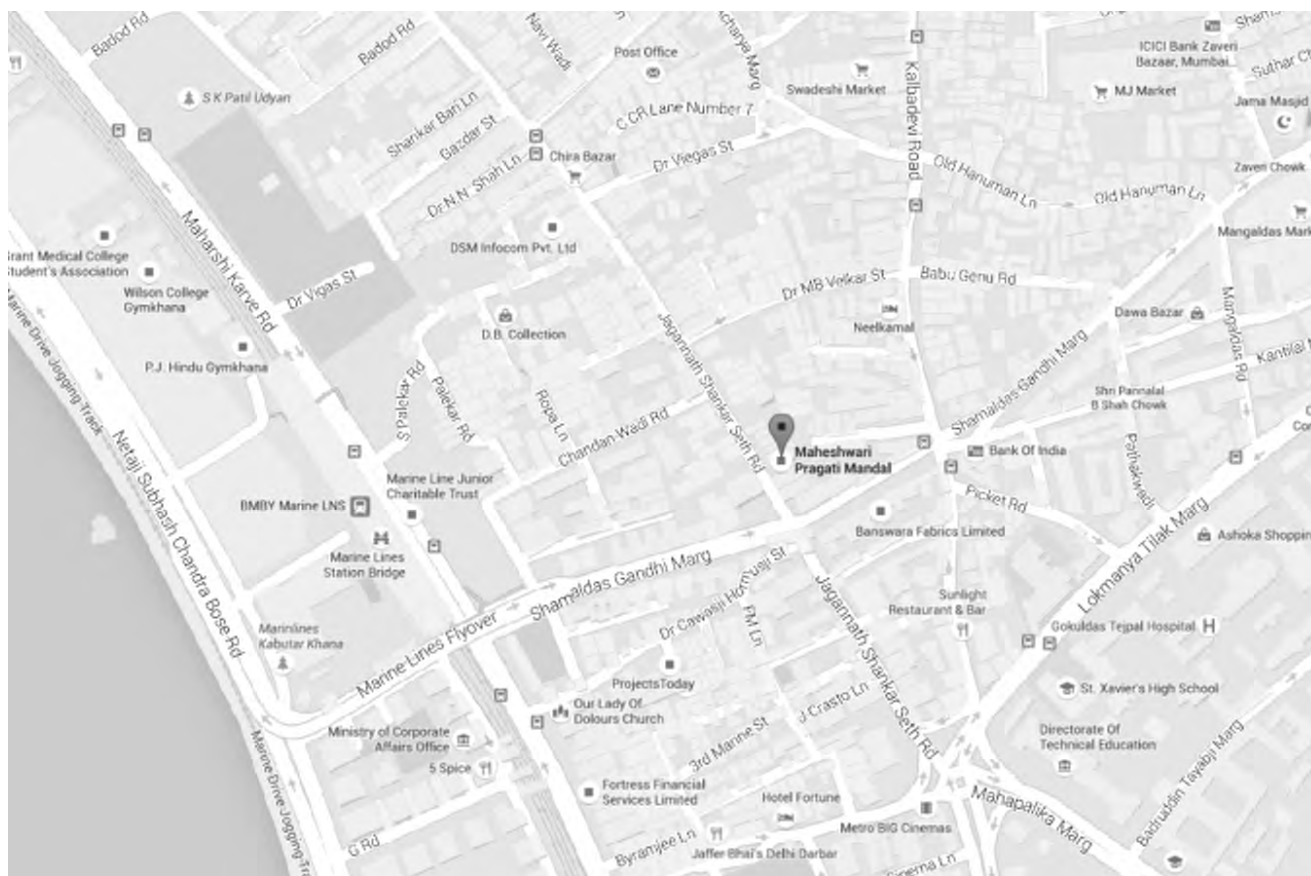 Badod Rd
Badod Rd
Navi Wadi
Acharya Marg
Post Office
Kalbadevi Road
Swadeshi Market
ICICI Bank Zaveri
Bazaar, Mumbai
Suthar
MJ Market
Jama Masjid
S K Patil Udyan
Shankar Bari Ln
Gazdar St
C CR Lane Number 7
Chira Bazar
Dr Viegas St
Dr N.N. Shah Ln
Old Hanuman Ln
Old Hanuman Ln
Zaveri Chowk
Mangaldas
Maharshi Karve Rd
DSM Infocom Pvt. Ltd
Medical College
Student's Association
Wilson College
Gymkhana
Dr Vigas St
Dr MB Velkar St
Babu Genu Rd
D.B. Collection
Neelkamal
Dawa Bazar
Mangaldas Rd
Kantilal
Marine Drive Jogging Track
P.J. Hindu Gymkhana
Jagannath Shankar Seth Rd
Shamaldas Gandhi Marg
Shri Pannalal
B Shah Chowk
S Palekar Rd
Palekar Rd
Ropa Ln
Chandan Wadi Rd
Maheshwari
Pragati Mandal
Bank Of India
Pathakwadi
Netaji Subhash Chandra Bose Rd
Marine Line Junior
Charitable Trust
BMBY Marine LNS
Picket Rd
Banswara Fabrics Limited
Lokmanya Tilak Marg
Ashoka
Marine Lines
Station Bridge
Shamaldas Gandhi Marg
Jagannath Shankar Seth Rd
Sunlight
Restaurant & Bar
Gokuldas Tejpal Hospital
Marinlines
Kabutar Khana
Marine Lines Flyover
FM Ln
ProjectsToday
Our Lady Of
Dolours Church
St. Xavier's High School
J Crasto Ln
3rd Marine St
Ministry of Corporate
Affairs Office
5 Spice
Directorate Of
Technical Education
Badruddin Tayabji Marg
Marine Drive Jogging
Fortress Financial
Services Limited
Hotel Fortune
Metro BIG Cinemas
Mahapalika Marg
G Rd
Byramjee Ln
Jaffer Bhai's Delhi Darbar
Ln